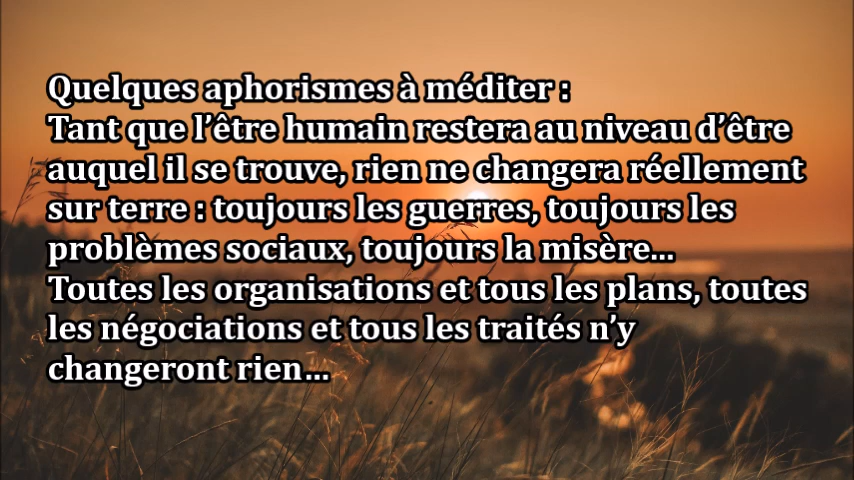 Quelques aphorismes à méditer :
Tant que l’être humain restera au niveau d’être
auquel il se trouve, rien ne changera réellement
sur terre : toujours les guerres, toujours les
problèmes sociaux, toujours la misère…
Toutes les organisations et tous les plans, toutes
les négociations et tous les traités n’y
changeront rien…